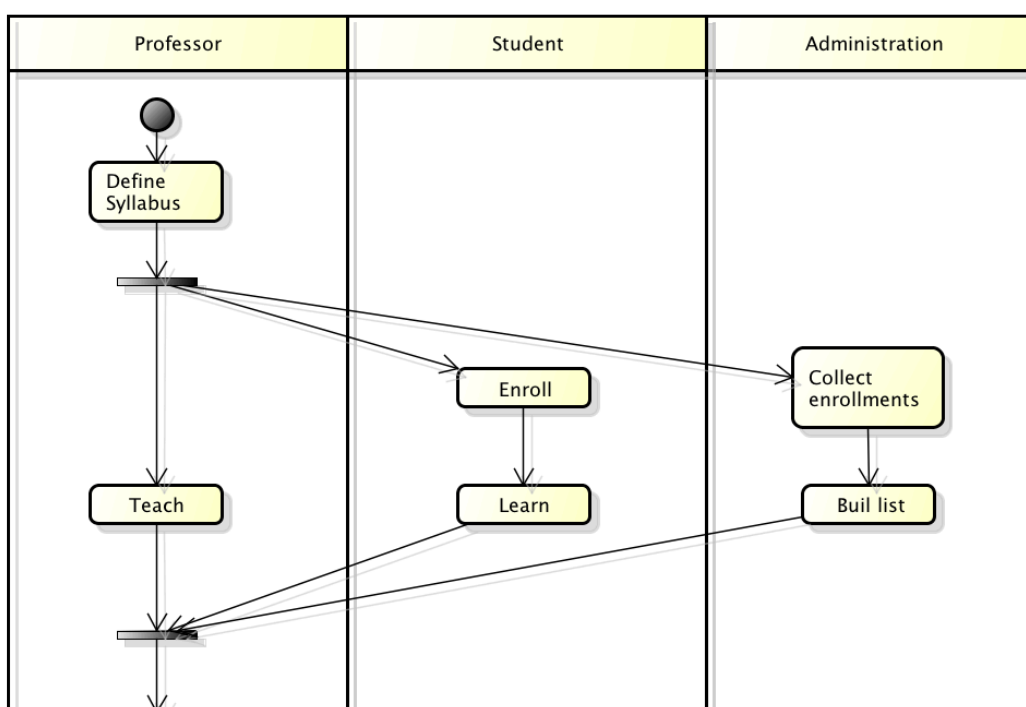 Professor
Student
Administration
Define
Syllabus
Enroll
Collect
enrollments
Teach
Learn
Buil list